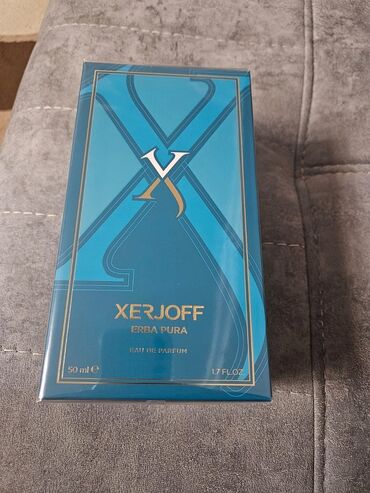 XERJOFF
ERBA PURA
EAU DE PARFUM
50 ml ℮ 1.7 FL.OZ